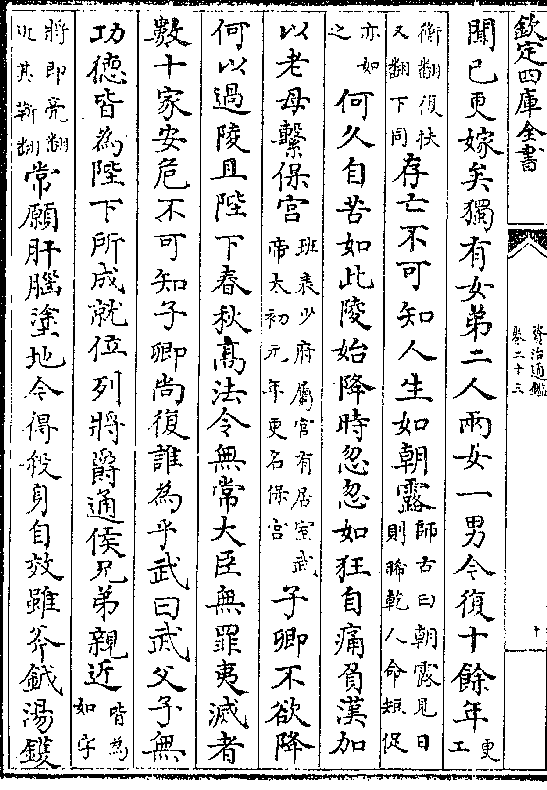 欽定四庫全書
資治通鑑
卷二十三
十
聞已更嫁矣獨有女弟二人兩女一男今復十餘年更工
衡翻復扶又翻下同存亡不可知人生如朝露師古曰朝露見日則晞乾人命短促
亦如之何久自苦如此陵始降時忽忽如狂自痛負漢加
以老母繫保宮班表少府屬官有居室武帝太初元年更名保宮子卿不欲降
何以過陵且陛下春秋高法令無常大臣無罪夷滅者
數十家安危不可知子卿尚復誰為乎武曰武父子無
功德皆為陛下所成就位列將爵通侯兄弟親近皆為如字
將即亮翻近其靳翻常願肝腦塗地今得殺身自效雖斧鉞湯鑊